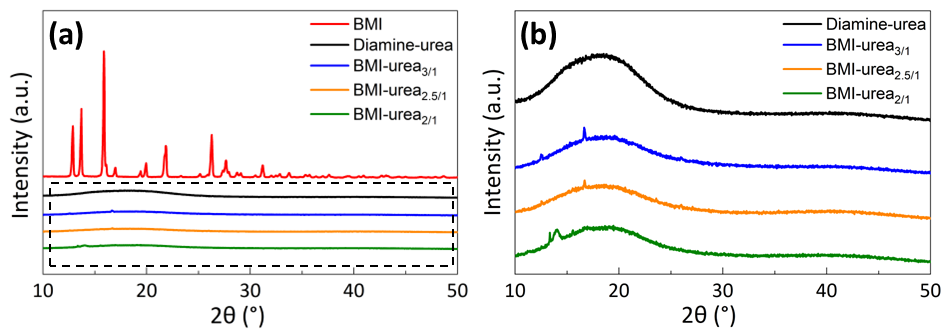 (a)
BMI
Diamine-urea
BMI-urea3/1
BMI-urea2.5/1
BMI-urea2/1
Intensity (a.u.)
10 20 30 40 50
2θ (°)
(b)
Diamine-urea
BMI-urea3/1
BMI-urea2.5/1
BMI-urea2/1
Intensity (a.u.)
10 20 30 40 50
2θ (°)